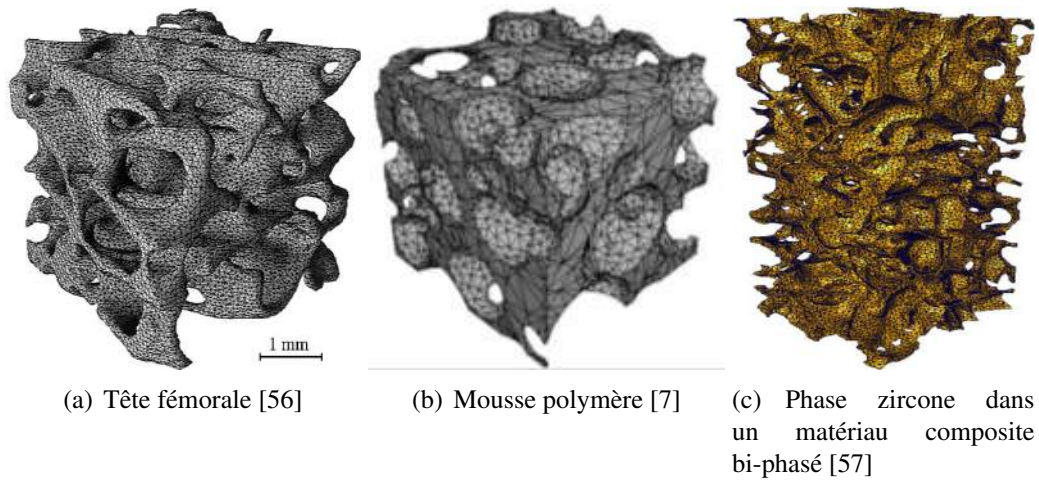 1 mm
(a) Tête fémorale [56]
(b) Mousse polymère [7]
(c) Phase zircone dans
un matériau composite
bi-phasé [57]